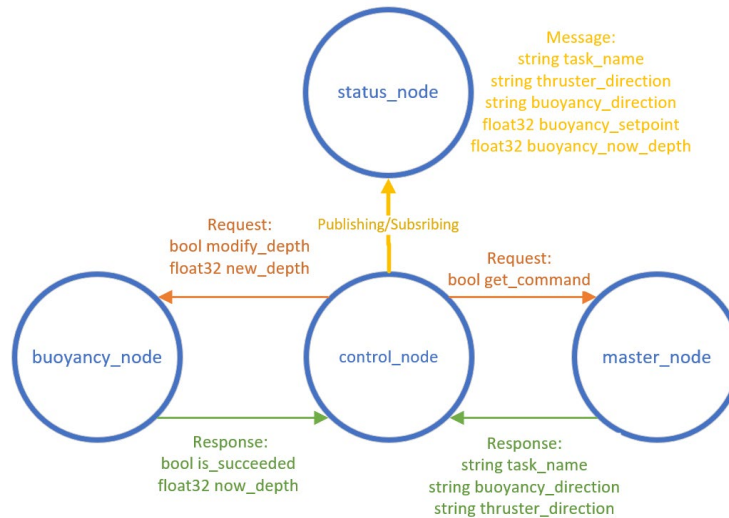 status_node
Message:
string task_name
string thruster_direction
string buoyancy_direction
float32 buoyancy_setpoint
float32 buoyancy_now_depth
Publishing/Subsribing
Request:
bool modify_depth
float32 new_depth
Request:
bool get_command
buoyancy_node
control_node
master_node
Response:
bool is_succeeded
float32 now_depth
Response:
string task_name
string buoyancy_direction
string thruster_direction